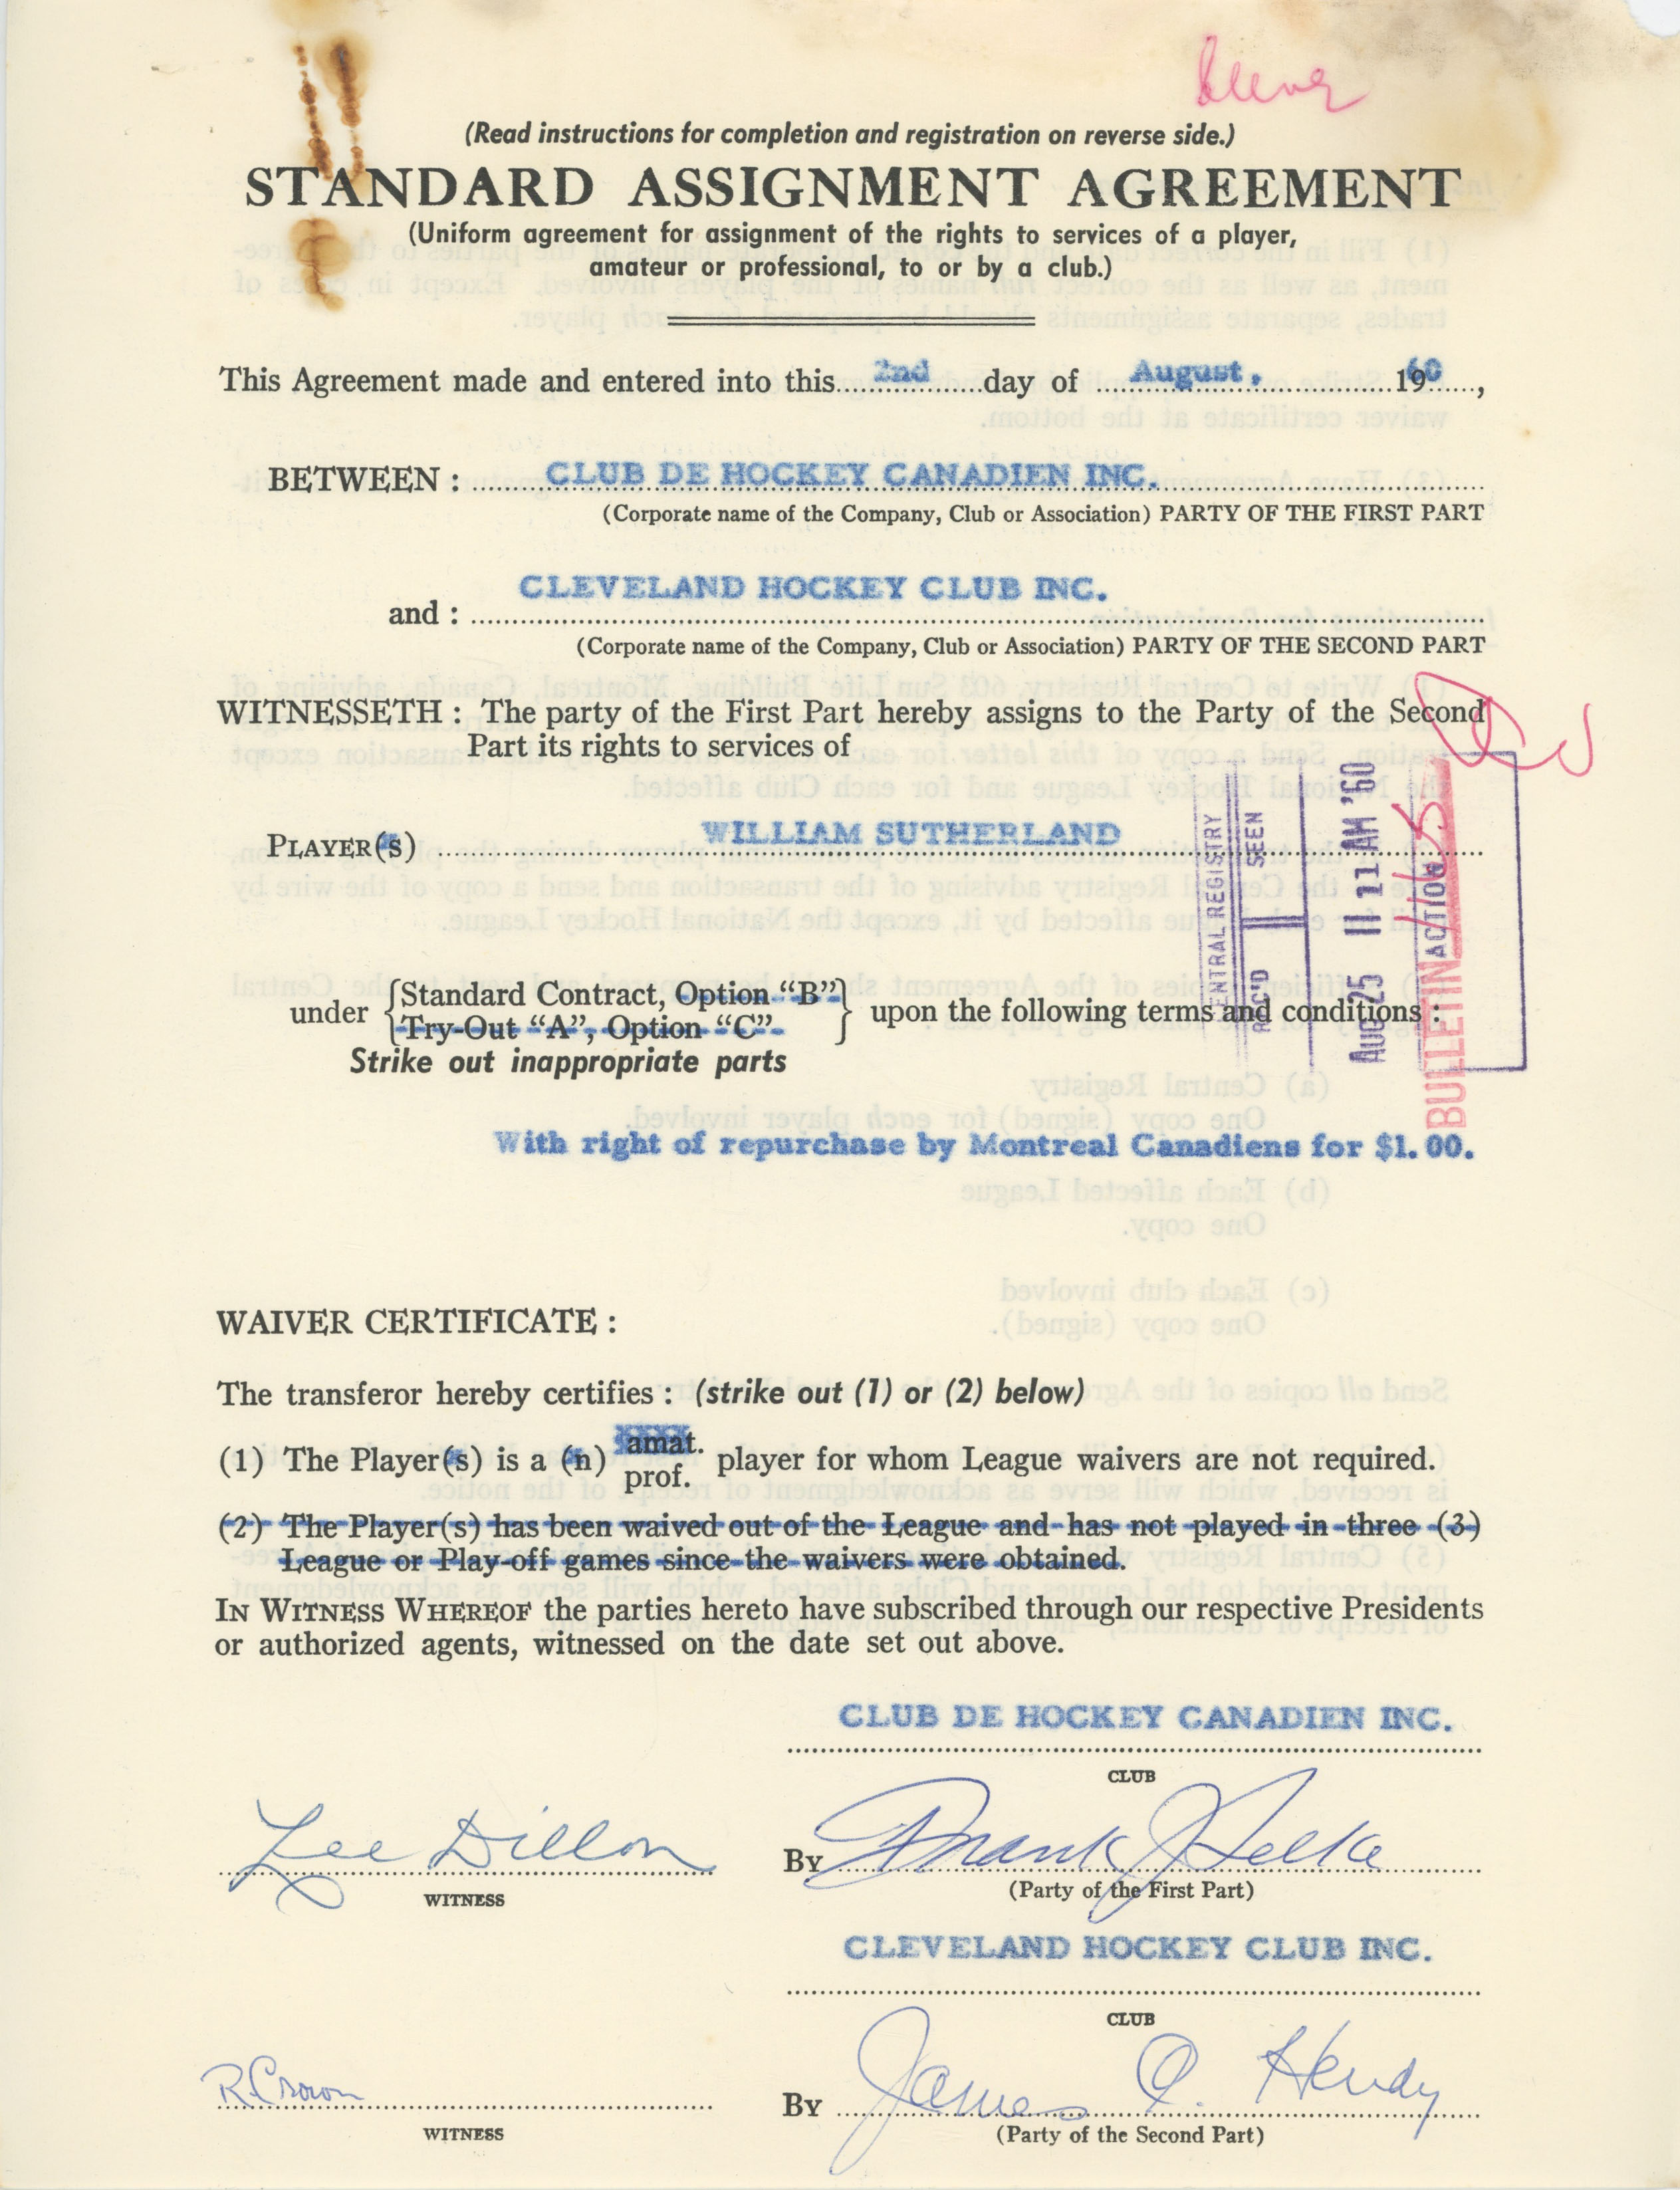 (Read instructions for completion and registration on reverse side.)
STANDARD ASSIGNMENT AGREEMENT
(Uniform agreement for assignment of the rights to services of a player,
amateur or professional, to or by a club.)
This Agreement made and entered into this 2nd day of August, 1960,
BETWEEN : CLUB DE HOCKEY CANADIEN INC.
(Corporate name of the Company, Club or Association) PARTY OF THE FIRST PART
CLEVELAND HOCKEY CLUB INC.
and :
(Corporate name of the Company, Club or Association) PARTY OF THE SECOND PART
WITNESSETH : The party of the First Part hereby assigns to the Party of the Second
Part its rights to services of
PLAYER(s) WILLIAM SUTHERLAND
CENTRAL REGISTRY
REC'D SEEN
AUG 25 11 11 AM '60
ACTION
BULLETIN
under {Standard Contract, Option "B"} upon the following terms and conditions :
{Try-Out "A", Option "C"
Strike out inappropriate parts
With right of repurchase by Montreal Canadiens for $1.00.
WAIVER CERTIFICATE :
The transferor hereby certifies : (strike out (1) or (2) below)
(1) The Player(s) is a (n) amat. prof. player for whom League waivers are not required.
(2) The Player(s) has been waived out of the League and has not played in three (3)
League or Play-off games since the waivers were obtained.
IN WITNESS WHEREOF the parties hereto have subscribed through our respective Presidents
or authorized agents, witnessed on the date set out above.
CLUB DE HOCKEY CANADIEN INC.
CLUB
Lee Dillon By Frank J Selke
WITNESS (Party of the First Part)
CLEVELAND HOCKEY CLUB INC.
CLUB
R Crown By James C. Hendy
WITNESS (Party of the Second Part)